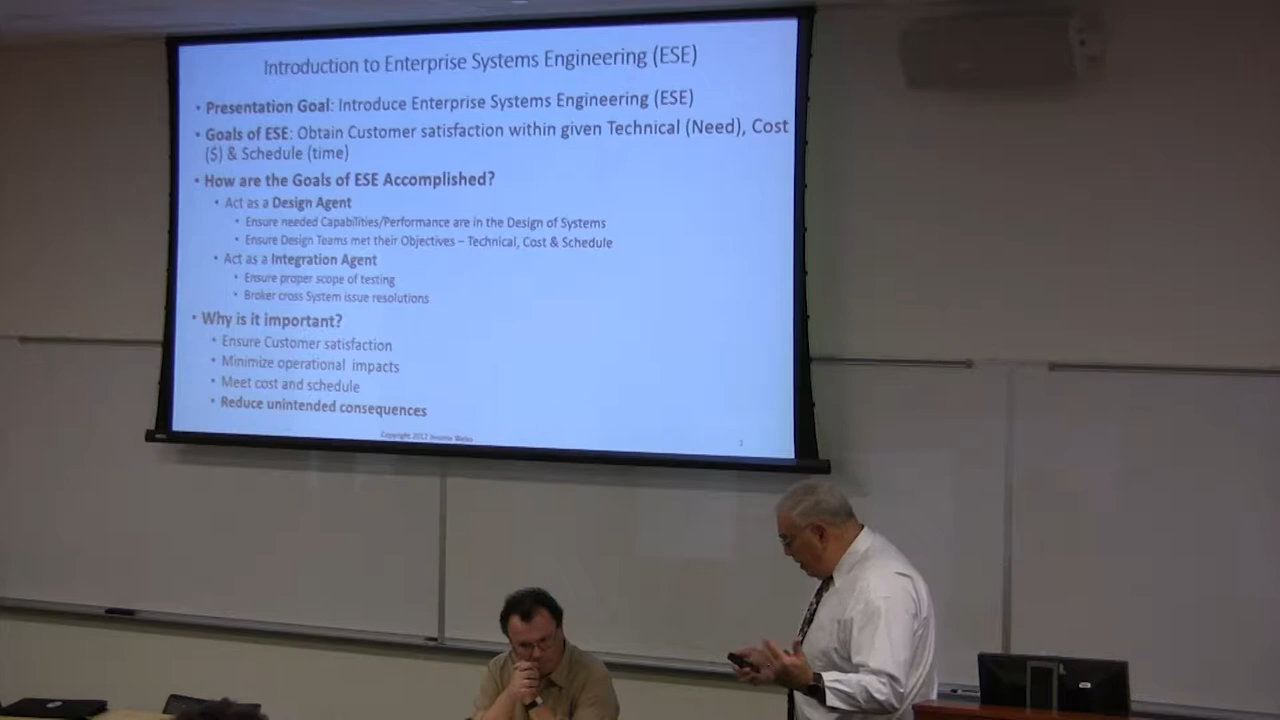 Introduction to Enterprise Systems Engineering (ESE)
• Presentation Goal: Introduce Enterprise Systems Engineering (ESE)
• Goals of ESE: Obtain Customer satisfaction within given Technical (Need), Cost
($) & Schedule (time)
• How are the Goals of ESE Accomplished?
• Act as a Design Agent
• Ensure needed Capabilities/Performance are in the Design of Systems
• Ensure Design Teams met their Objectives – Technical, Cost & Schedule
• Act as a Integration Agent
• Ensure proper scope of testing
• Broker cross System issue resolutions
• Why is it important?
• Ensure Customer satisfaction
• Minimize operational impacts
• Meet cost and schedule
• Reduce unintended consequences
Copyright 2017 Jerome Weiss